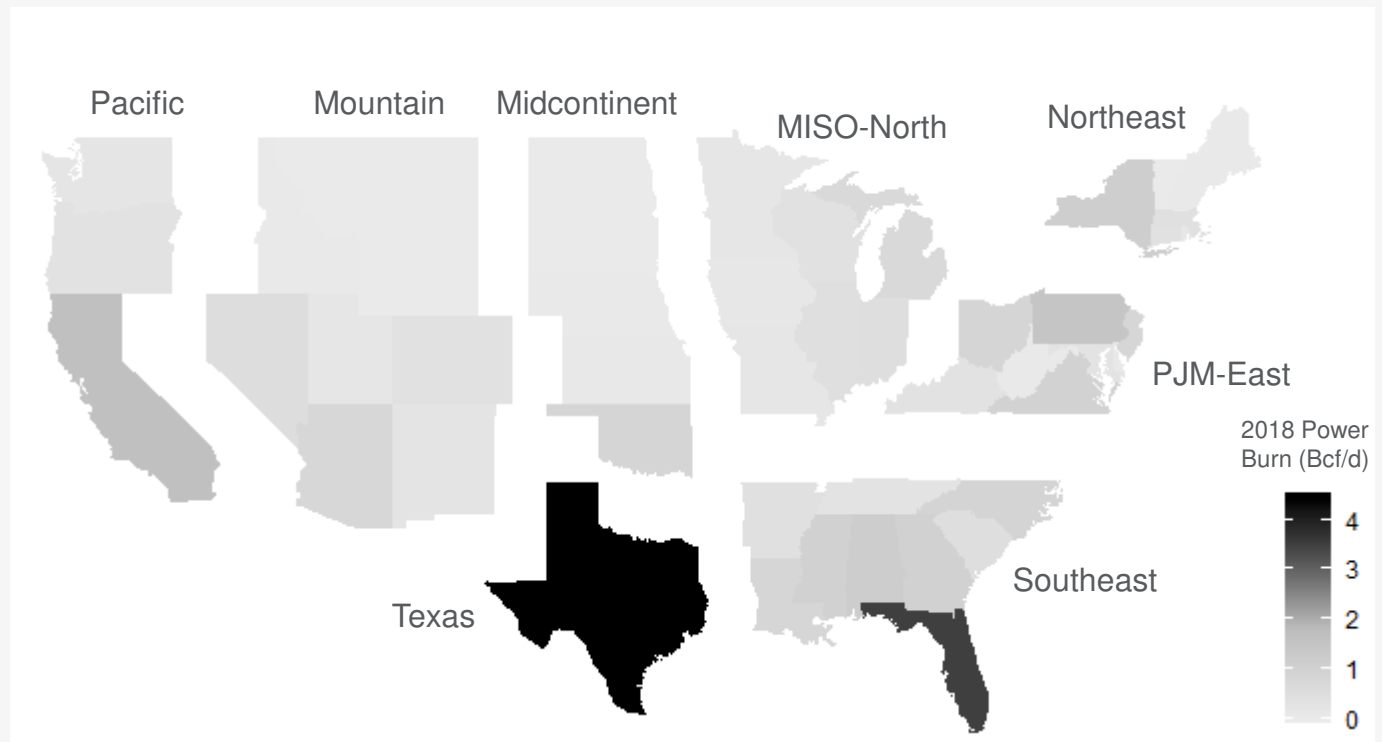 Pacific
Mountain
Midcontinent
MISO-North
Northeast
PJM-East
2018 Power
Burn (Bcf/d)
4
3
2
1
0
Southeast
Texas